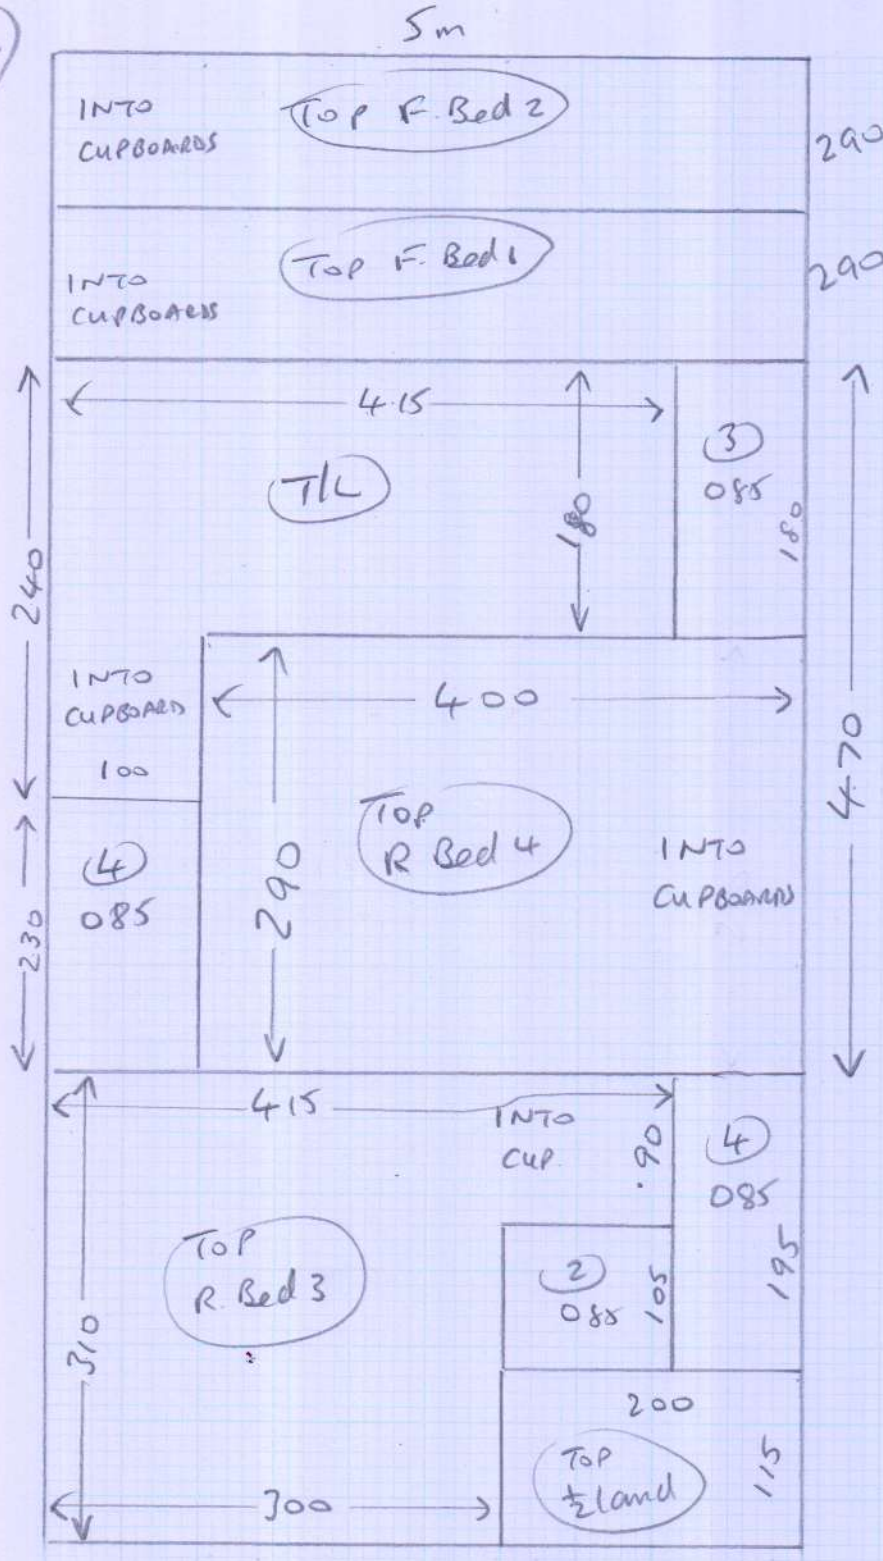 5m
INTO
CUPBOARDS
Top F. Bed 2
290
INTO
CUPBOARDS
Top F. Bed 1
290
4.15
T/L
180
3
085
180
240
INTO
CUPBOARD
100
400
470
Top
R Bed 4
290
INTO
CUPBOARDS
4
085
230
415
INTO
CUP.
.90
4
085
195
TOP
R. Bed 3
2
085
105
310
200
TOP
½ land
115
300